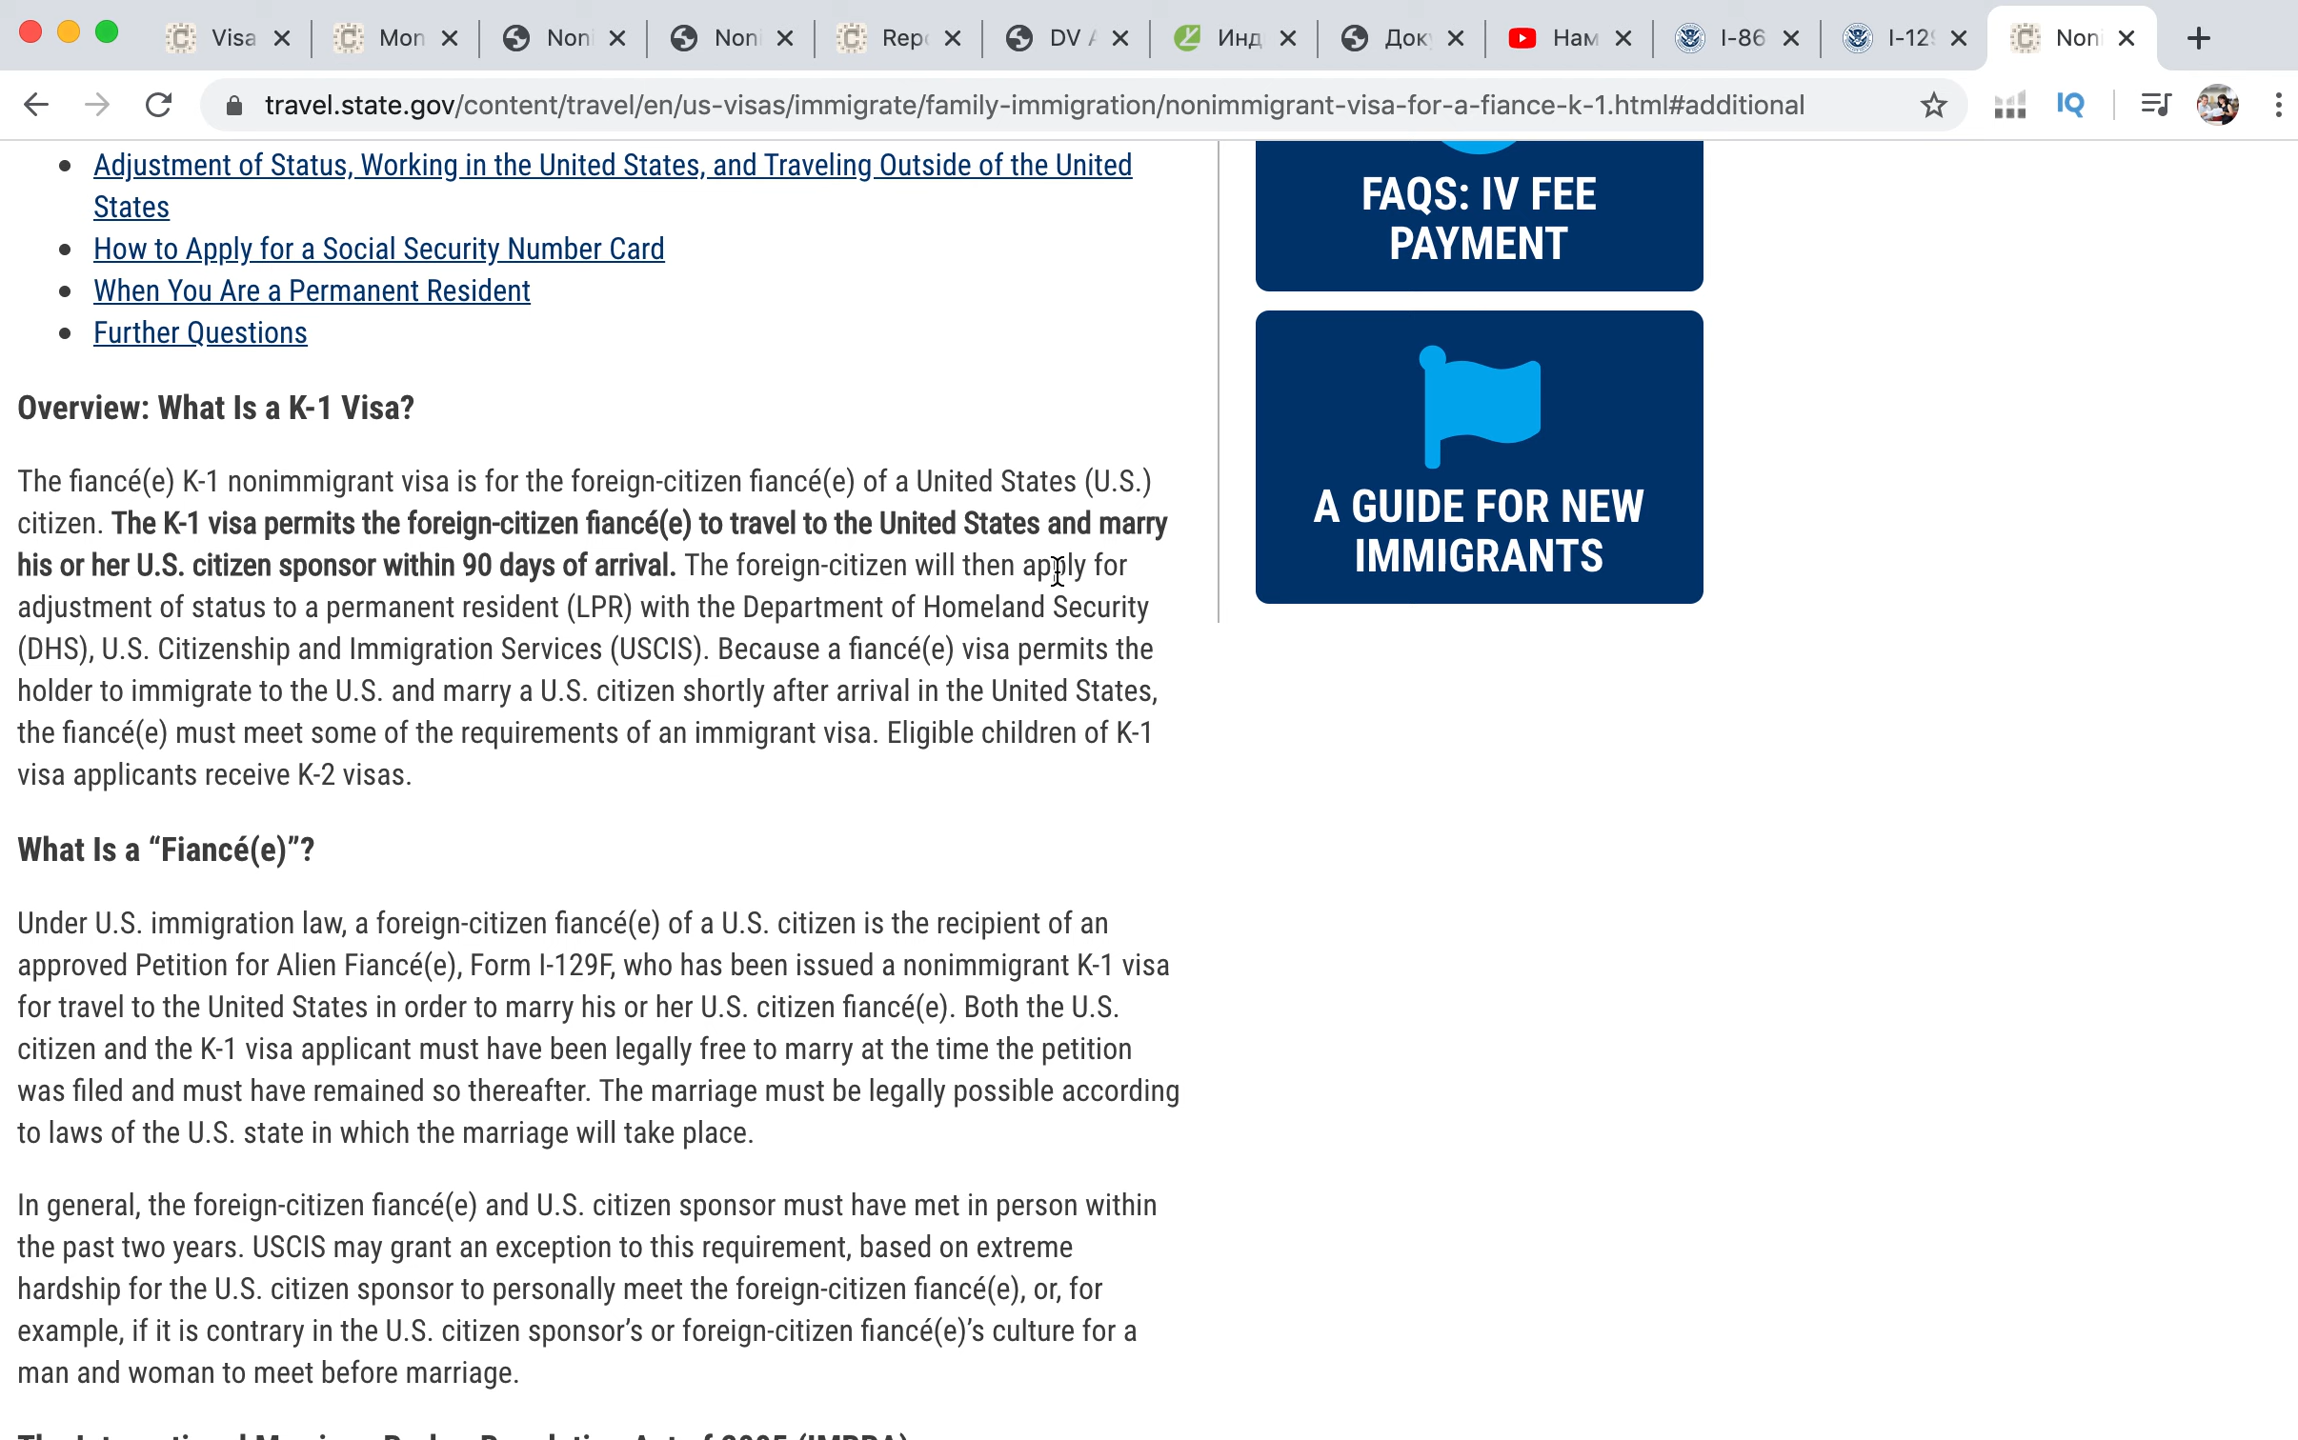 Visa
Mon
Noni
Noni
Repo
DV A
Инд
Док
Нам
I-86
I-129
Noni
travel.state.gov/content/travel/en/us-visas/immigrate/family-immigration/nonimmigrant-visa-for-a-fiance-k-1.html#additional
IQ
Adjustment of Status, Working in the United States, and Traveling Outside of the United
States
How to Apply for a Social Security Number Card
When You Are a Permanent Resident
Further Questions
Overview: What Is a K-1 Visa?
The fiancé(e) K-1 nonimmigrant visa is for the foreign-citizen fiancé(e) of a United States (U.S.)
citizen. The K-1 visa permits the foreign-citizen fiancé(e) to travel to the United States and marry
his or her U.S. citizen sponsor within 90 days of arrival. The foreign-citizen will then apply for
adjustment of status to a permanent resident (LPR) with the Department of Homeland Security
(DHS), U.S. Citizenship and Immigration Services (USCIS). Because a fiancé(e) visa permits the
holder to immigrate to the U.S. and marry a U.S. citizen shortly after arrival in the United States,
the fiancé(e) must meet some of the requirements of an immigrant visa. Eligible children of K-1
visa applicants receive K-2 visas.
What Is a “Fiancé(e)”?
Under U.S. immigration law, a foreign-citizen fiancé(e) of a U.S. citizen is the recipient of an
approved Petition for Alien Fiancé(e), Form I-129F, who has been issued a nonimmigrant K-1 visa
for travel to the United States in order to marry his or her U.S. citizen fiancé(e). Both the U.S.
citizen and the K-1 visa applicant must have been legally free to marry at the time the petition
was filed and must have remained so thereafter. The marriage must be legally possible according
to laws of the U.S. state in which the marriage will take place.
In general, the foreign-citizen fiancé(e) and U.S. citizen sponsor must have met in person within
the past two years. USCIS may grant an exception to this requirement, based on extreme
hardship for the U.S. citizen sponsor to personally meet the foreign-citizen fiancé(e), or, for
example, if it is contrary in the U.S. citizen sponsor’s or foreign-citizen fiancé(e)’s culture for a
man and woman to meet before marriage.
The International Marriage Broker Regulation Act of 2005 (IMBRA)
FAQS: IV FEE
PAYMENT
A GUIDE FOR NEW
IMMIGRANTS